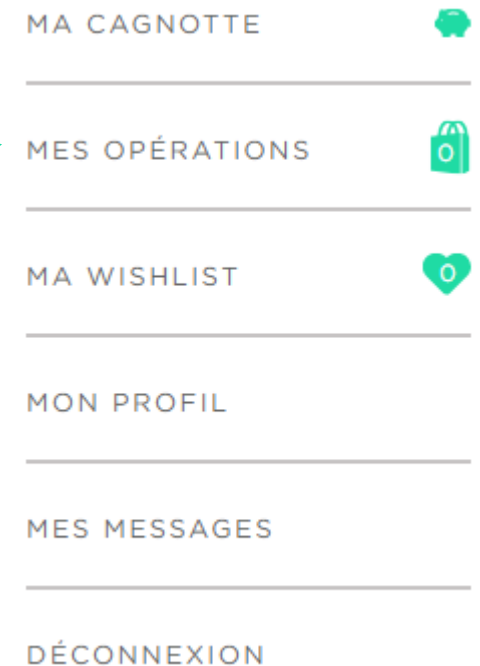 MA CAGNOTTE
MES OPÉRATIONS 0
MA WISHLIST 0
MON PROFIL
MES MESSAGES
DÉCONNEXION